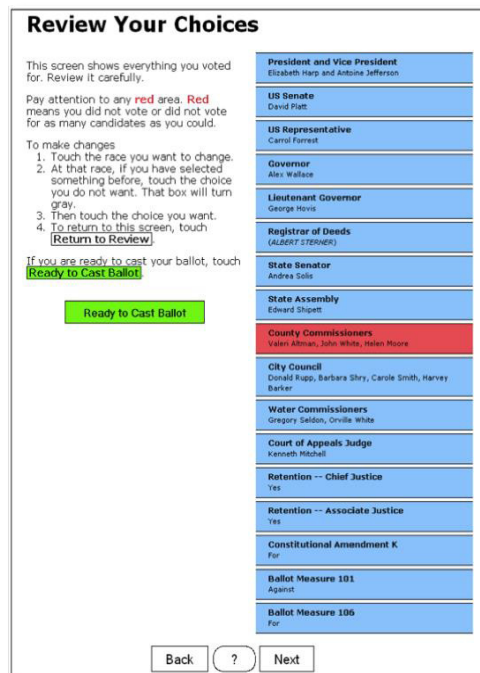 Review Your Choices
This screen shows everything you voted
for. Review it carefully.
Pay attention to any red area. Red
means you did not vote or did not vote
for as many candidates as you could.
To make changes
1. Touch the race you want to change.
2. At that race, if you have selected
something before, touch the choice
you do not want. That box will turn
gray.
3. Then touch the choice you want.
4. To return to this screen, touch
Return to Review.
If you are ready to cast your ballot, touch
Ready to Cast Ballot.
Ready to Cast Ballot
President and Vice President
Elizabeth Harp and Antoine Jefferson
US Senate
David Platt
US Representative
Carrol Forrest
Governor
Alex Wallace
Lieutenant Governor
George Hovis
Registrar of Deeds
(ALBERT STERNER)
State Senator
Andrea Solis
State Assembly
Edward Shipett
County Commissioners
Valeri Altman, John White, Helen Moore
City Council
Donald Rupp, Barbara Shry, Carole Smith, Harvey
Barker
Water Commissioners
Gregory Seldon, Orville White
Court of Appeals Judge
Kenneth Mitchell
Retention -- Chief Justice
Yes
Retention -- Associate Justice
Yes
Constitutional Amendment K
For
Ballot Measure 101
Against
Ballot Measure 106
For
Back ? Next